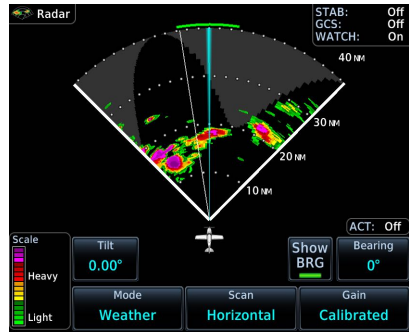 Radar
STAB: Off
GCS: Off
WATCH: On
40 NM
30 NM
20 NM
10 NM
ACT: Off
Scale
Heavy
Light
Tilt
0.00°
Show
BRG
Bearing
0°
Mode
Weather
Scan
Horizontal
Gain
Calibrated